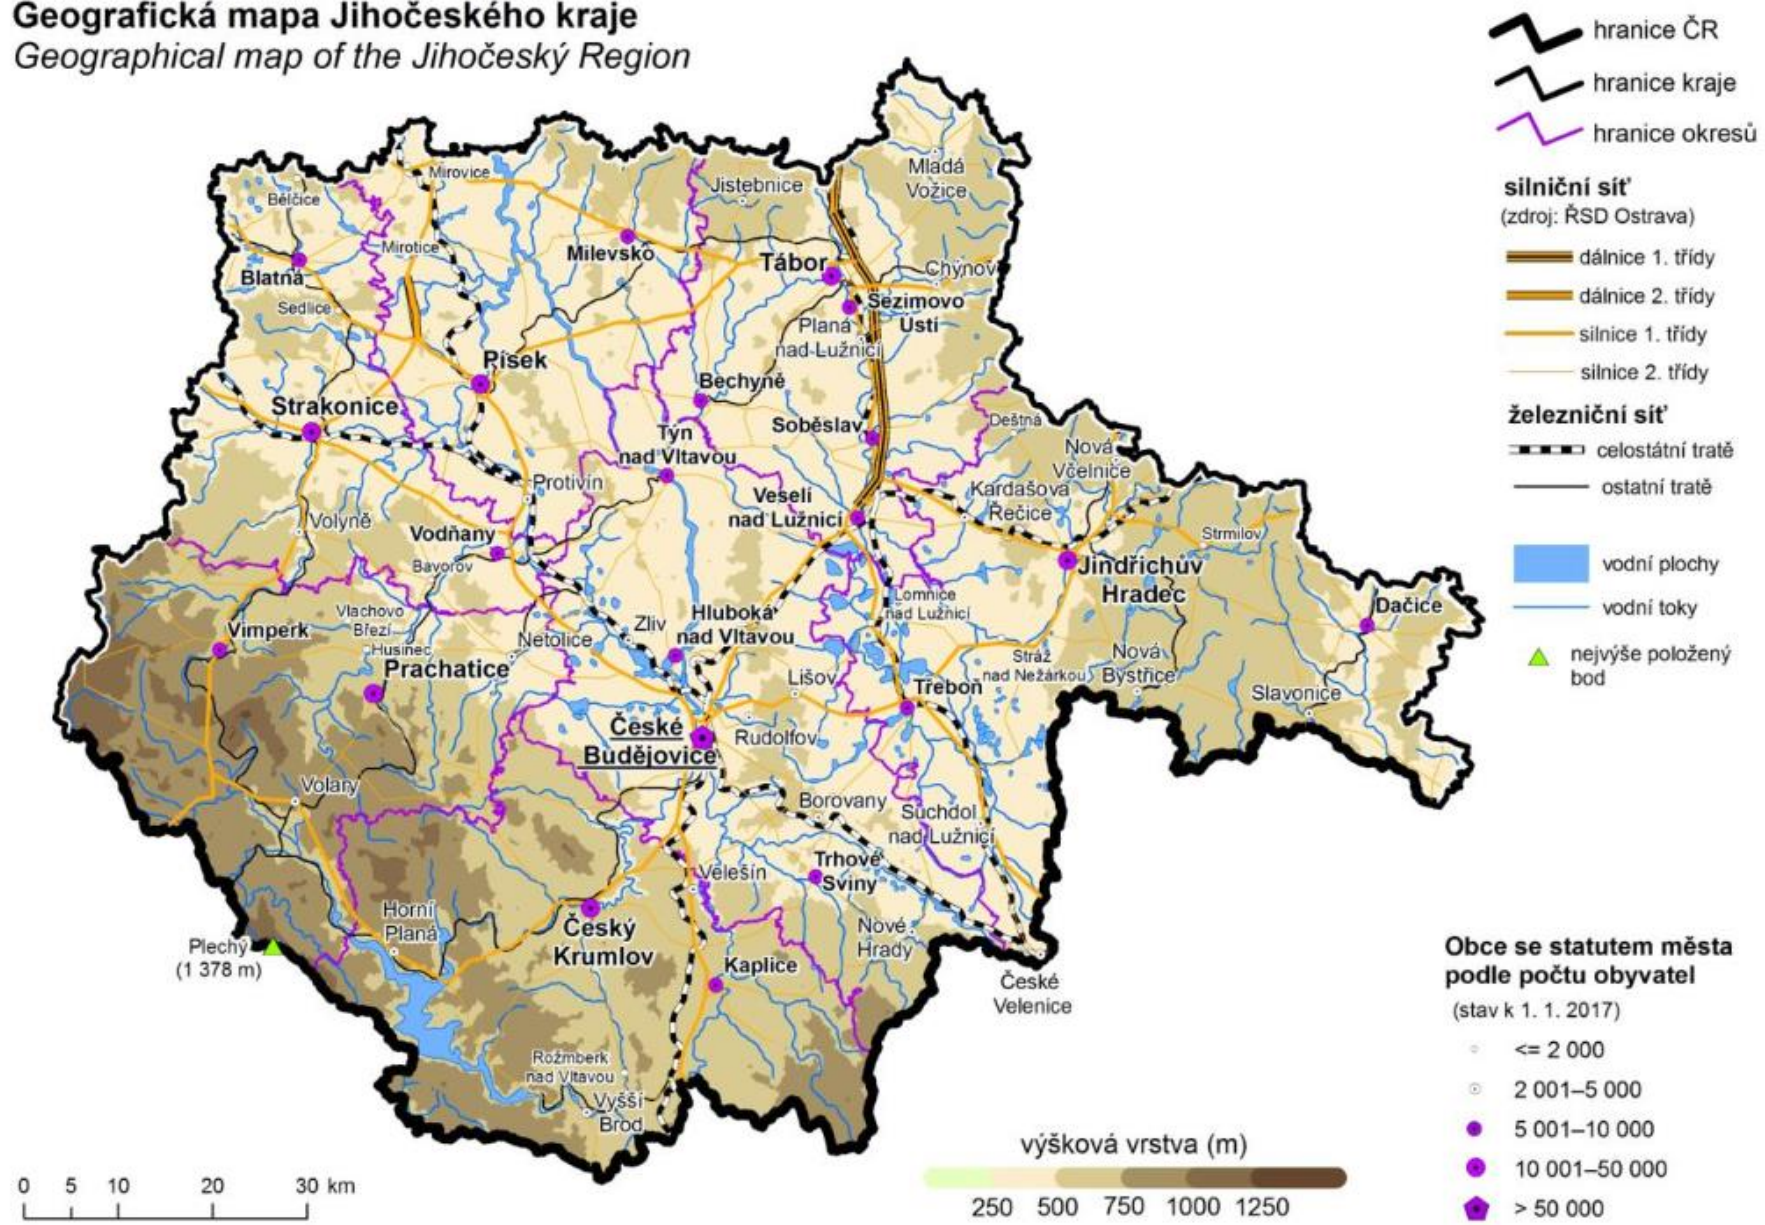 Geografická mapa Jihočeského kraje
Geographical map of the Jihočeský Region
hranice ČR
hranice kraje
hranice okresů
silniční síť
(zdroj: ŘSD Ostrava)
dálnice 1. třídy
dálnice 2. třídy
silnice 1. třídy
silnice 2. třídy
železniční síť
celostátní tratě
ostatní tratě
vodní plochy
vodní toky
nejvýše položený
bod
Mirovice
Jistebnice
Mladá
Vožice
Bělčice
Mirotice
Milevsko
Tábor
Chýnov
Blatná
Sedlice
Sezimovo
Ústí
Planá
nad Lužnicí
Písek
Bechyně
Strakonice
Soběslav
Deštná
Týn
nad Vltavou
Nová
Včelnice
Protivín
Veselí
nad Lužnicí
Kardašova
Řečice
Volyně
Vodňany
Strmilov
Bavorov
Jindřichův
Hradec
Lomnice
nad Lužnicí
Dačice
Vlachovo
Březí
Hluboká
nad Vltavou
Zliv
Vimperk
Netolice
Husinec
Prachatice
Stráž
nad Nežárkou
Nová
Bystřice
Lišov
Třeboň
Slavonice
České
Budějovice
Rudolfov
Volary
Borovany
Suchdol
nad Lužnicí
Trhové
Sviny
Velešín
Horní
Planá
Český
Krumlov
Nové
Hrady
Plechý
(1 378 m)
Kaplice
České
Velenice
Rožmberk
nad Vltavou
Vyšší
Brod
Obce se statutem města
podle počtu obyvatel
(stav k 1. 1. 2017)
<= 2 000
2 001–5 000
5 001–10 000
10 001–50 000
> 50 000
výšková vrstva (m)
250 500 750 1000 1250
0 5 10 20 30 km